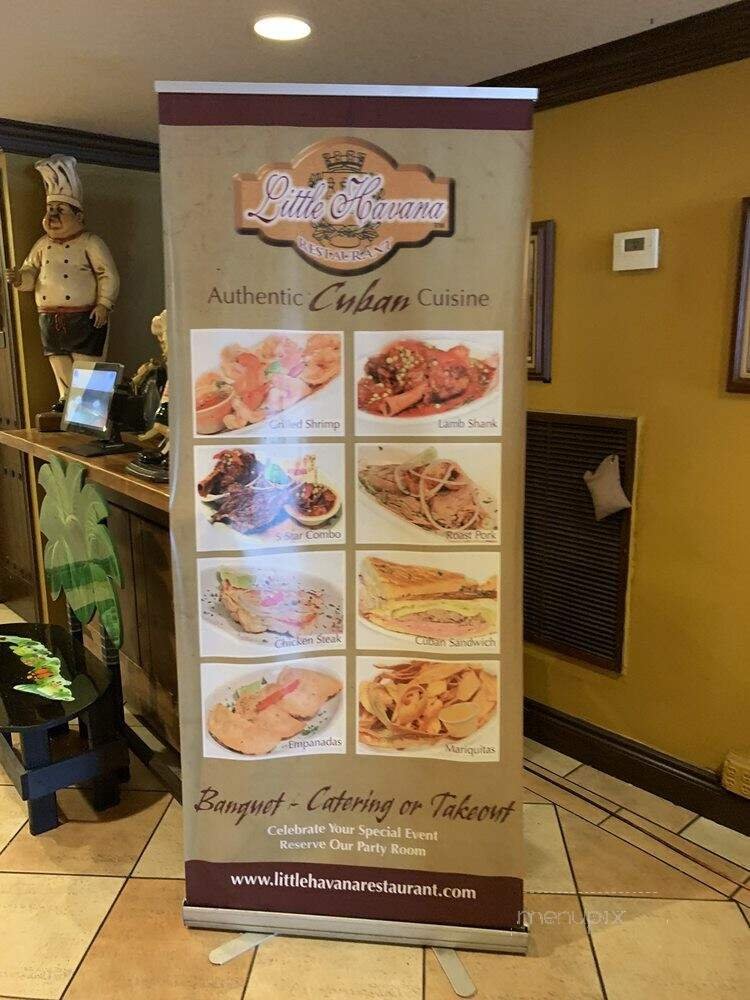 Little Havana
RESTAURANT
Authentic Cuban Cuisine
Grilled Shrimp
Lamb Shank
5 Star Combo
Roast Pork
Chicken Steak
Cuban Sandwich
Empanadas
Mariquitas
Banquet - Catering or Takeout
Celebrate Your Special Event
Reserve Our Party Room
www.littlehavanarestaurant.com
menupix